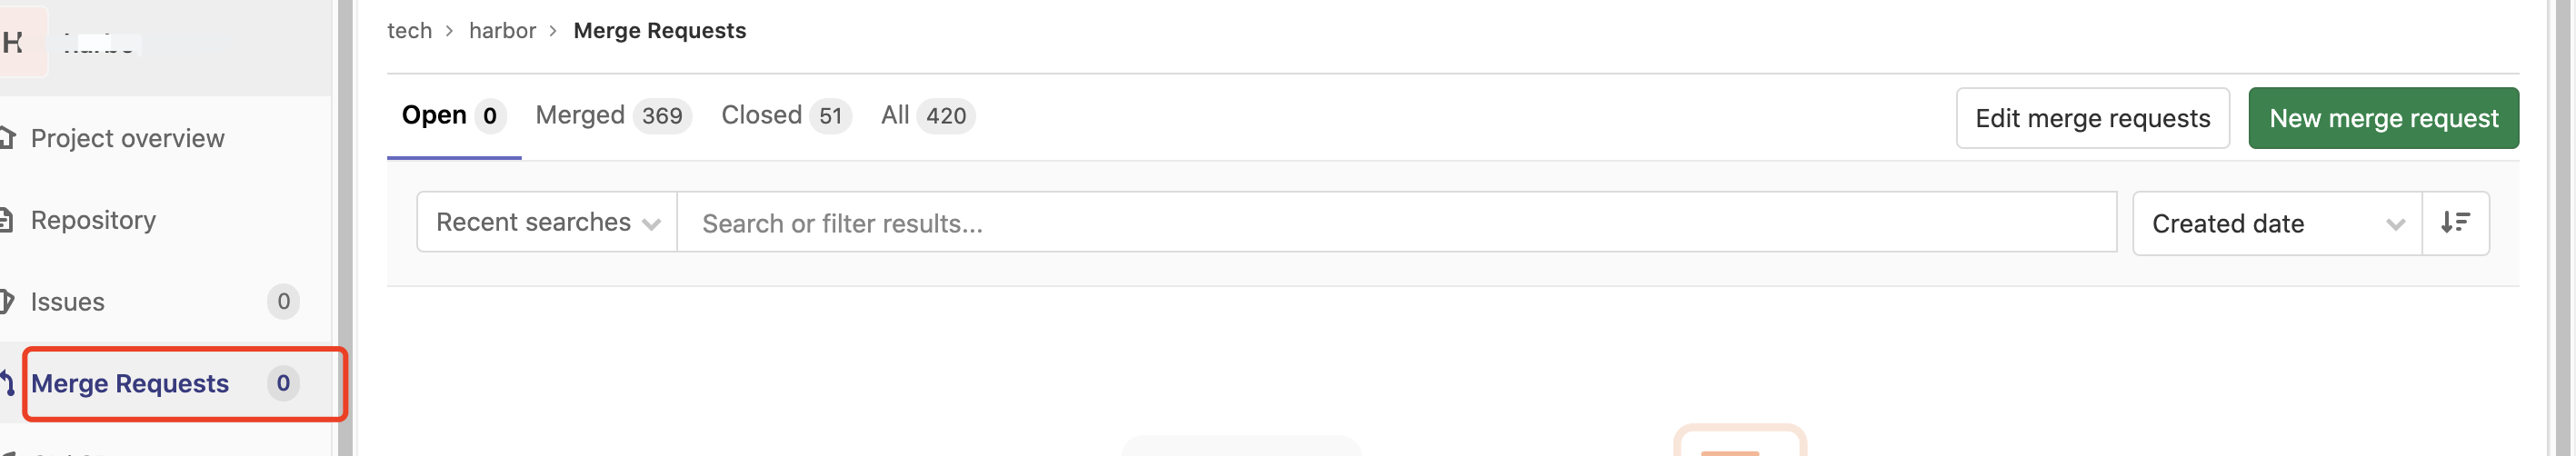 H
tech > harbor > Merge Requests
Open 0 Merged 369 Closed 51 All 420
Edit merge requests New merge request
Project overview
Recent searches Search or filter results... Created date
Repository
Issues 0
Merge Requests 0